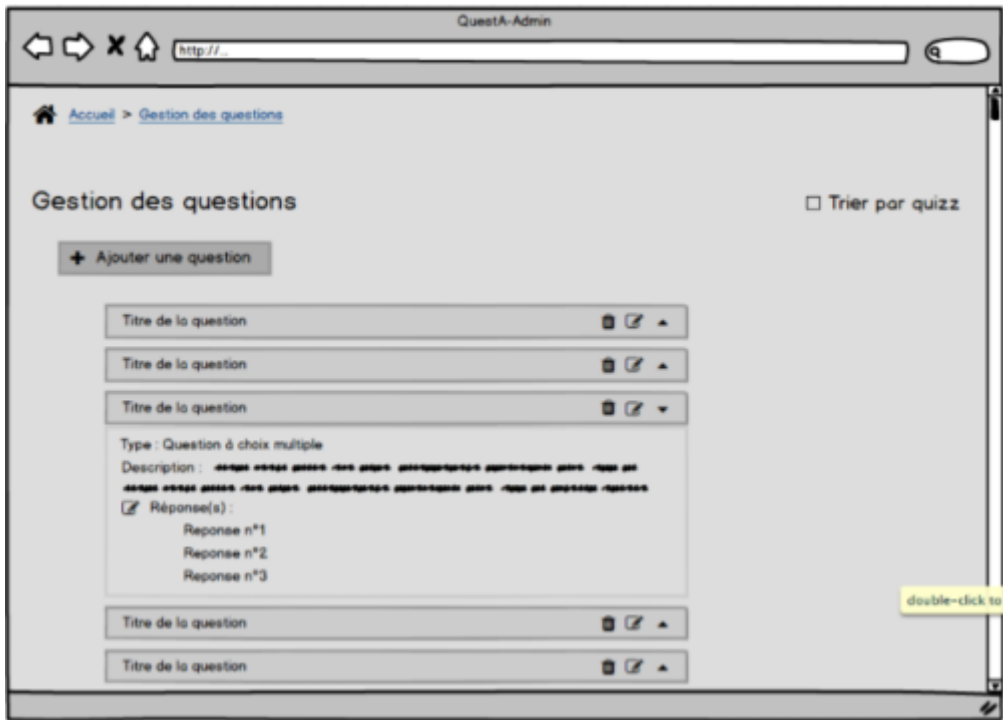 QuestA-Admin
http://..
Accueil > Gestion des questions
Gestion des questions
Trier par quizz
+ Ajouter une question
Titre de la question
Titre de la question
Titre de la question
Type : Question à choix multiple
Description :
Réponse(s) :
Reponse n°1
Reponse n°2
Reponse n°3
double-click to
Titre de la question
Titre de la question